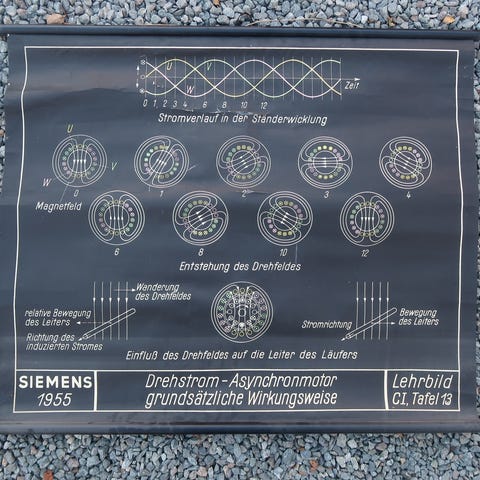 U V W
Zeit
0 1 2 3 4 6 8 10 12
Stromverlauf in der Ständerwicklung
U
V
W
0 1 2 3 4
Magnetfeld
6 8 10 12
Entstehung des Drehfeldes
Wanderung
des Drehfeldes
relative Bewegung
des Leiters
Richtung des
induzierten Stromes
Stromrichtung
Bewegung
des Leiters
Einfluß des Drehfeldes auf die Leiter des Läufers
SIEMENS
1955
Drehstrom-Asynchronmotor
grundsätzliche Wirkungsweise
Lehrbild
C.I, Tafel 13